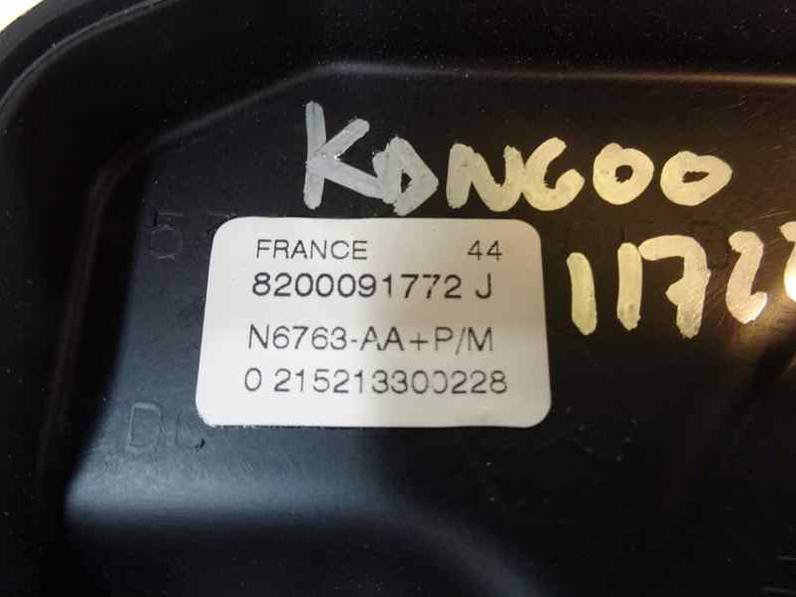 KANGOO
FRANCE 44
8200091772 J
N6763-AA+P/M
0 215213300228